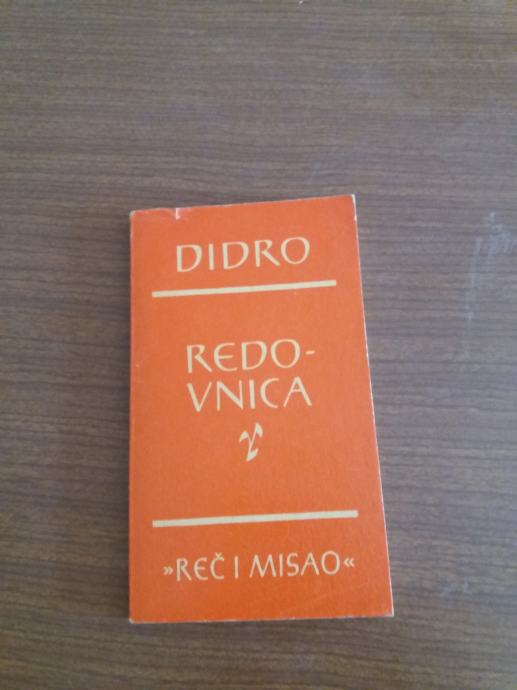 DIDRO
REDO-
VNICA
»REČ I MISAO«